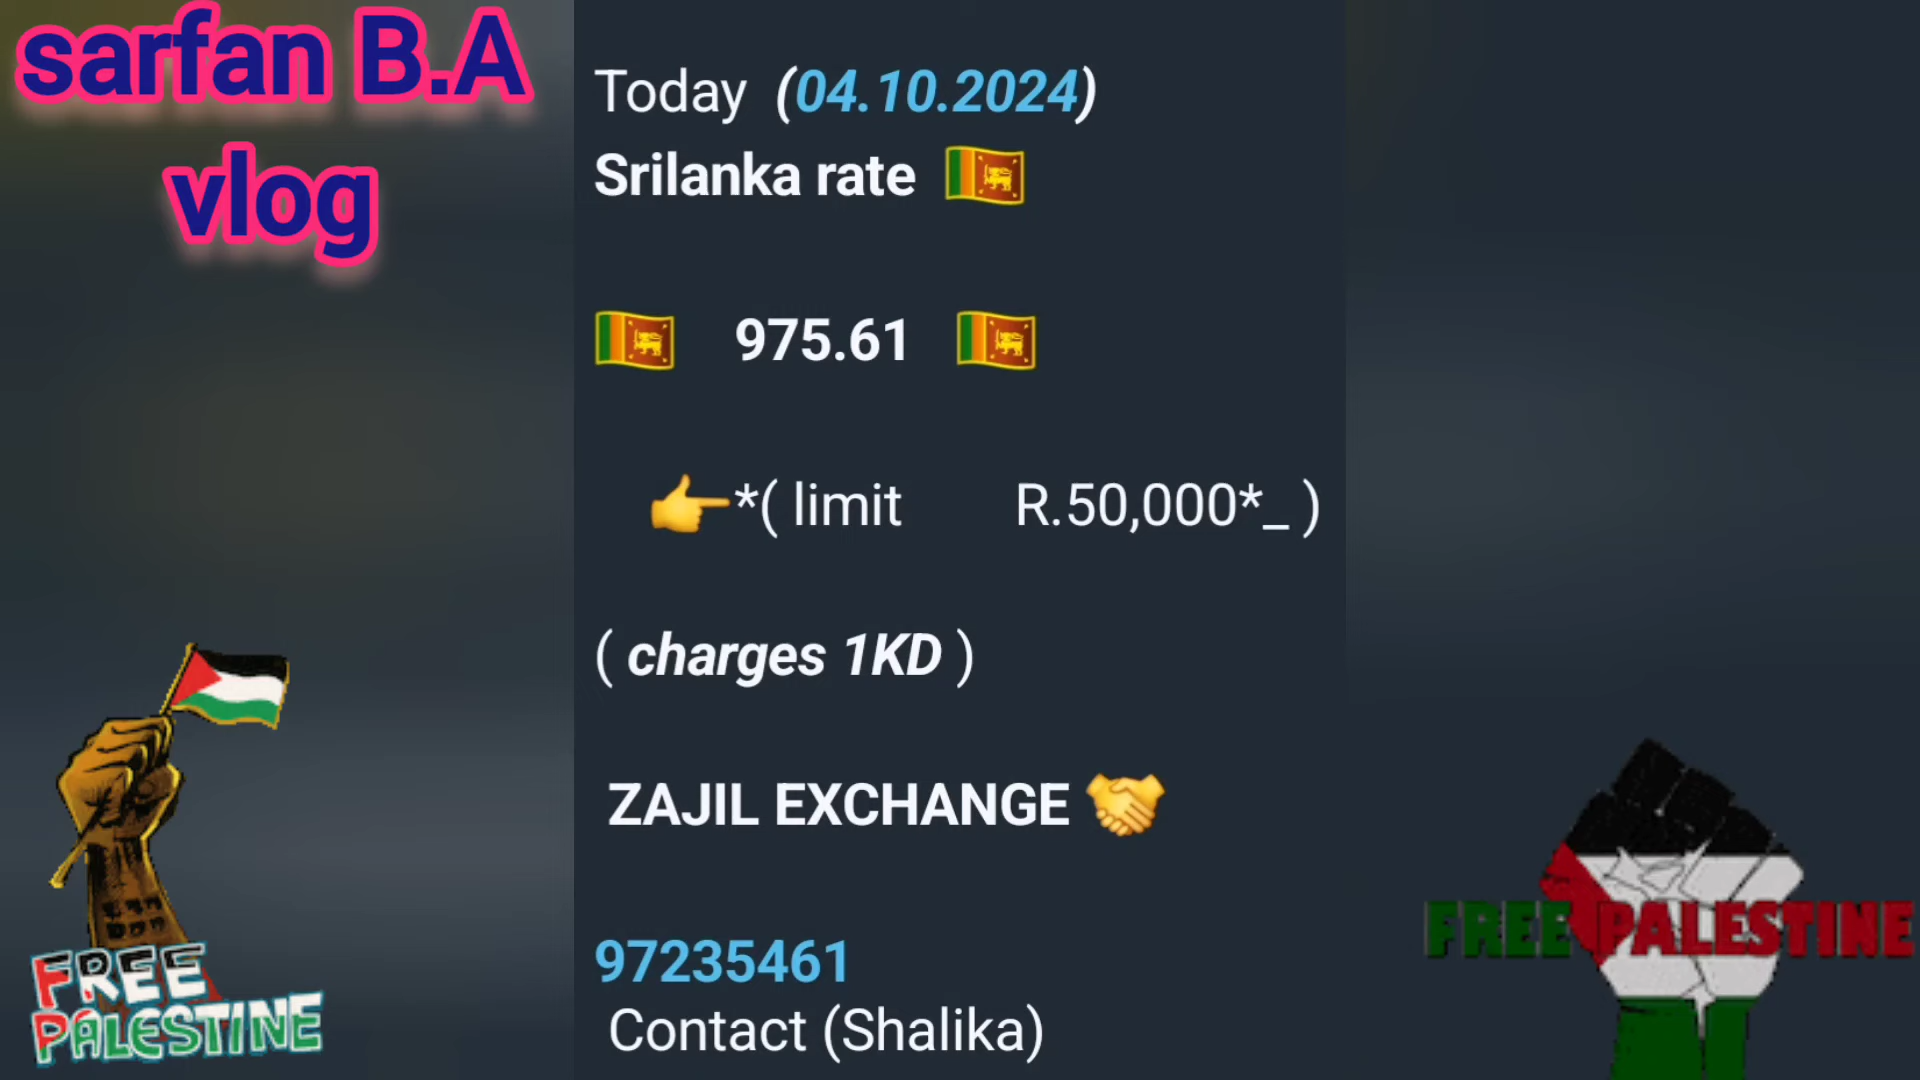 sarfan B.A
vlog
Today (04.10.2024)
Srilanka rate 🇱🇰
🇱🇰 975.61 🇱🇰
👉*( limit R.50,000*_ )
( charges 1KD )
ZAJIL EXCHANGE 🤝
97235461
Contact (Shalika)
FREE
PALESTINE
FREE PALESTINE